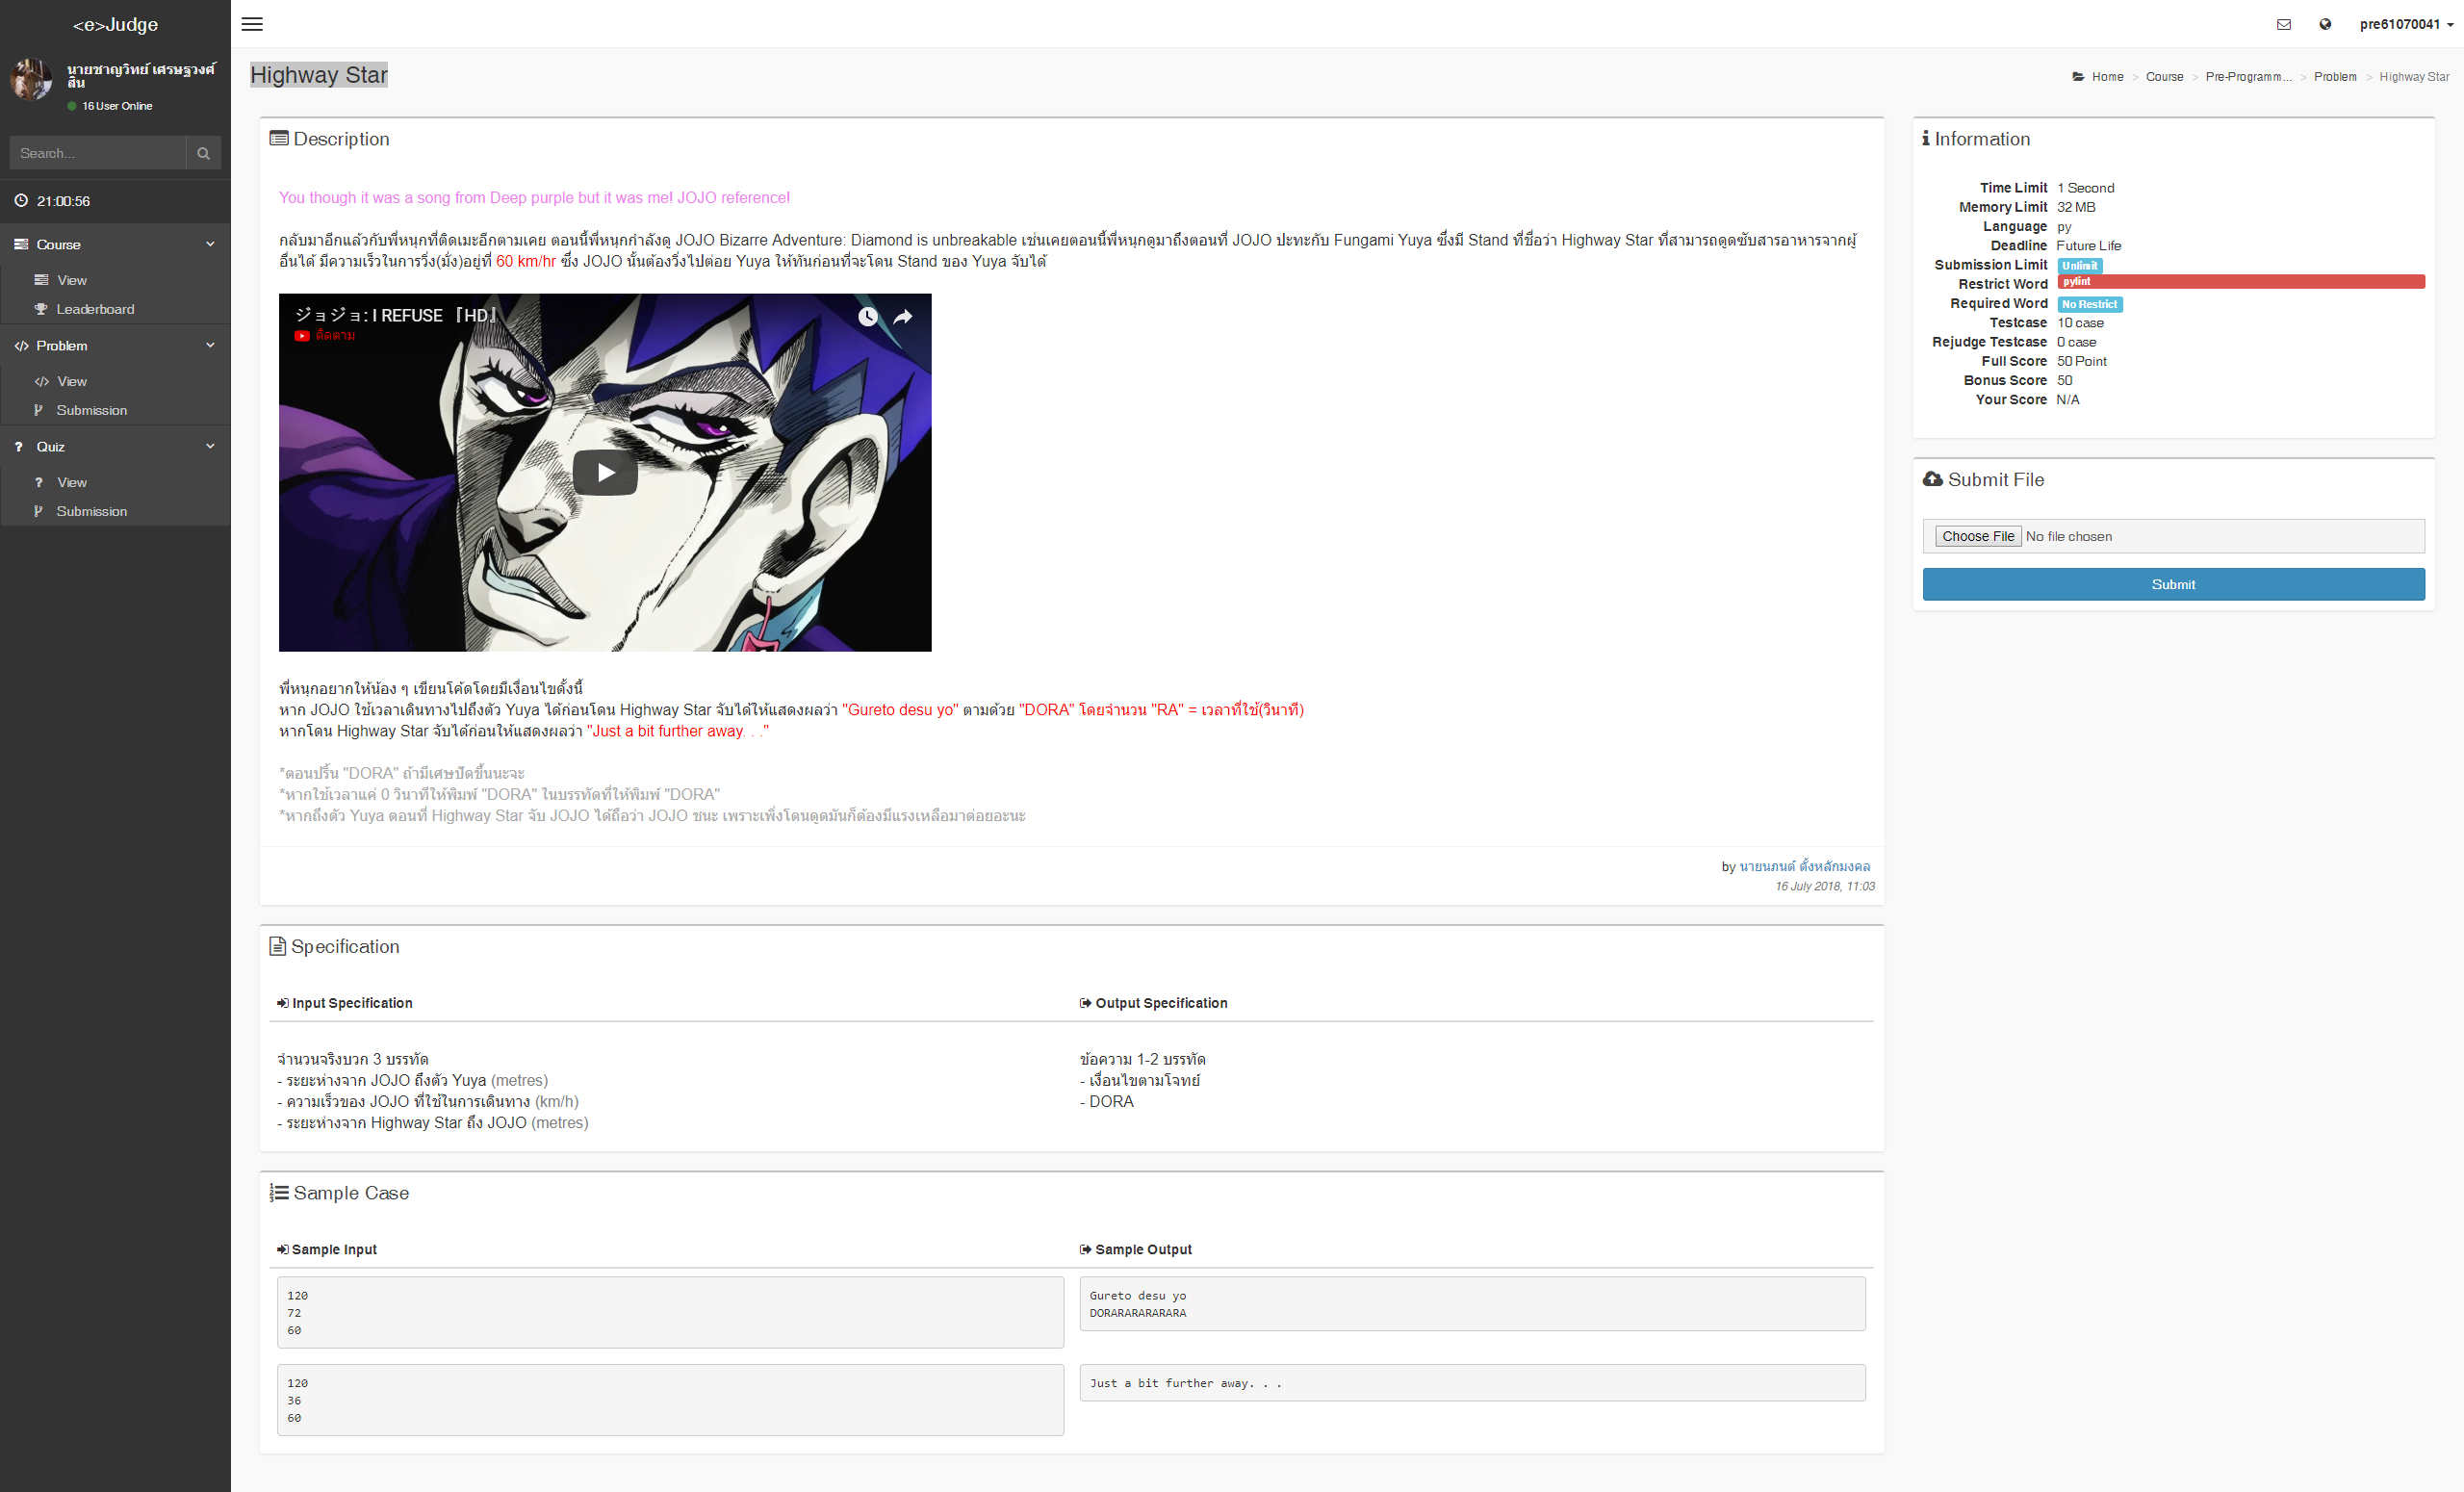 <e>Judge
pre61070041
นายชาญวิทย์ เศรษฐวงศ์
สิน
16 User Online
Search...
21:00:56
Course
View
Leaderboard
Problem
View
Submission
Quiz
View
Submission
Highway Star
Home > Course > Pre-Programm... > Problem > Highway Star
Description
You though it was a song from Deep purple but it was me! JOJO reference!
กลับมาอีกแล้วกับพี่หนุกที่ติดเมะอีกตามเคย ตอนนี้พี่หนุกกำลังดู JOJO Bizarre Adventure: Diamond is unbreakable เช่นเคยตอนนี้พี่หนุกดูมาถึงตอนที่ JOJO ปะทะกับ Fungami Yuya ซึ่งมี Stand ที่ชื่อว่า Highway Star ที่สามารถดูดซับสารอาหารจากผู้
อื่นได้ มีความเร็วในการวิ่ง(มั่ง)อยู่ที่ 60 km/hr ซึ่ง JOJO นั้นต้องวิ่งไปต่อย Yuya ให้ทันก่อนที่จะโดน Stand ของ Yuya จับได้
ジョジョ: I REFUSE 『HD』
ติดตาม
พี่หนุกอยากให้น้อง ๆ เขียนโค้ดโดยมีเงื่อนไขดั้งนี้
หาก JOJO ใช้เวลาเดินทางไปถึงตัว Yuya ได้ก่อนโดน Highway Star จับได้ให้แสดงผลว่า "Gureto desu yo" ตามด้วย "DORA" โดยจำนวน "RA" = เวลาที่ใช้(วินาที)
หากโดน Highway Star จับได้ก่อนให้แสดงผลว่า "Just a bit further away. . ."
*ตอนปริ้น "DORA" ถ้ามีเศษปัดขึ้นนะจะ
*หากใช้เวลาแค่ 0 วินาทีให้พิมพ์ "DORA" ในบรรทัดที่ให้พิมพ์ "DORA"
*หากถึงตัว Yuya ตอนที่ Highway Star จับ JOJO ได้ถือว่า JOJO ชนะ เพราะเพิ่งโดนดูดมันก็ต้องมีแรงเหลือมาต่อยอะนะ
by นายนภนต์ ตั้งหลักมงคล
16 July 2018, 11:03
Information
Time Limit 1 Second
Memory Limit 32 MB
Language py
Deadline Future Life
Submission Limit Unlimit
Restrict Word pylint
Required Word No Restrict
Testcase 10 case
Rejudge Testcase 0 case
Full Score 50 Point
Bonus Score 50
Your Score N/A
Submit File
Choose File No file chosen
Submit
Specification
Input Specification
จำนวนจริงบวก 3 บรรทัด
- ระยะห่างจาก JOJO ถึงตัว Yuya (metres)
- ความเร็วของ JOJO ที่ใช้ในการเดินทาง (km/h)
- ระยะห่างจาก Highway Star ถึง JOJO (metres)
Output Specification
ข้อความ 1-2 บรรทัด
- เงื่อนไขตามโจทย์
- DORA
Sample Case
Sample Input
Sample Output
120
72
60
Gureto desu yo
DORARARARARARA
120
36
60
Just a bit further away. . .